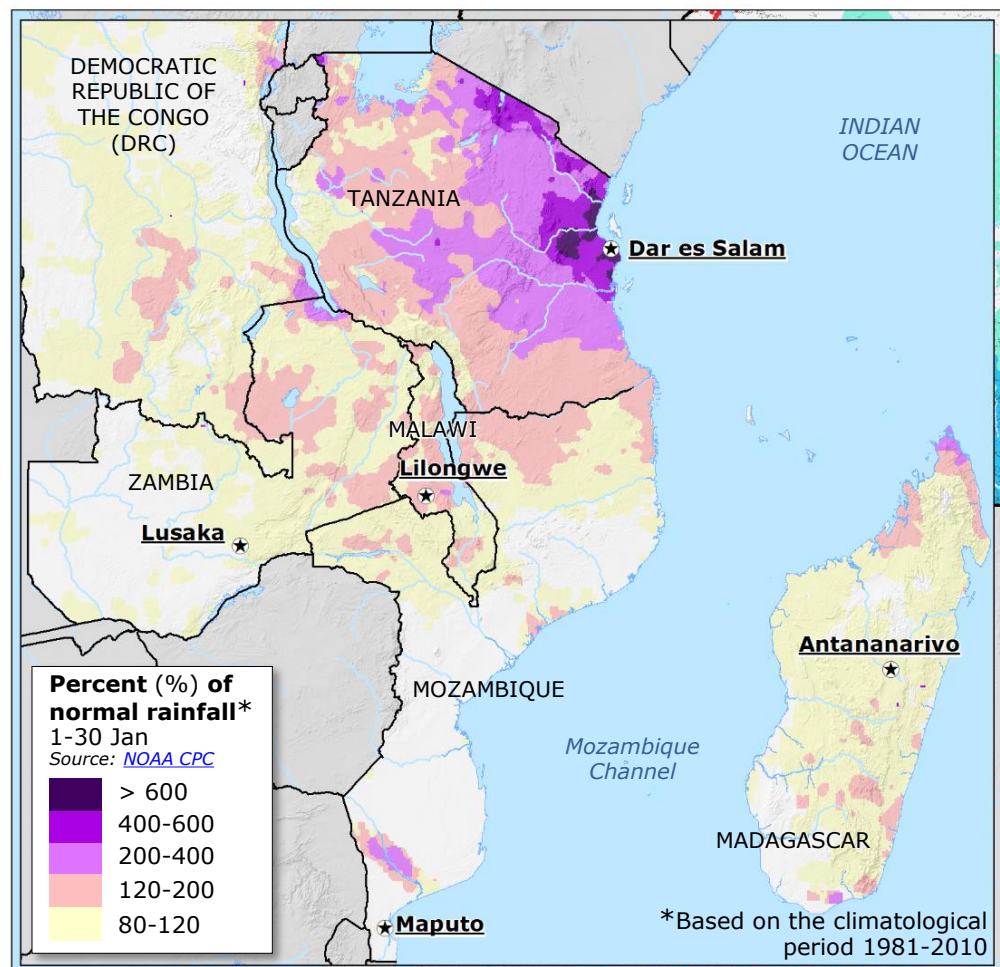 DEMOCRATIC
REPUBLIC OF
THE CONGO
(DRC)
INDIAN
OCEAN
TANZANIA
Dar es Salam
MALAWI
Lilongwe
ZAMBIA
Lusaka
Antananarivo
MOZAMBIQUE
Mozambique
Channel
MADAGASCAR
Maputo
Percent (%) of
normal rainfall*
1-30 Jan
Source: NOAA CPC
> 600
400-600
200-400
120-200
80-120
*Based on the climatological
period 1981-2010